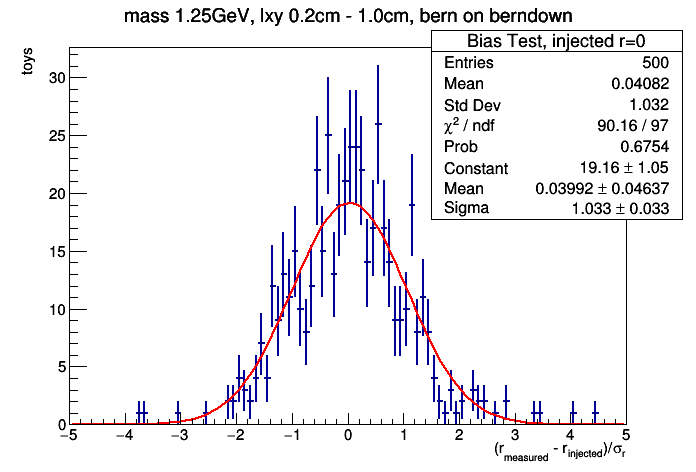 mass 1.25GeV, lxy 0.2cm - 1.0cm, bern on berndown
Bias Test, injected r=0
Entries 500
Mean 0.04082
Std Dev 1.032
χ² / ndf 90.16 / 97
Prob 0.6754
Constant 19.16 ± 1.05
Mean 0.03992 ± 0.04637
Sigma 1.033 ± 0.033
toys
30
25
20
15
10
5
0
−5 −4 −3 −2 −1 0 1 2 3 4 5
(r_measured - r_injected)/σ_r